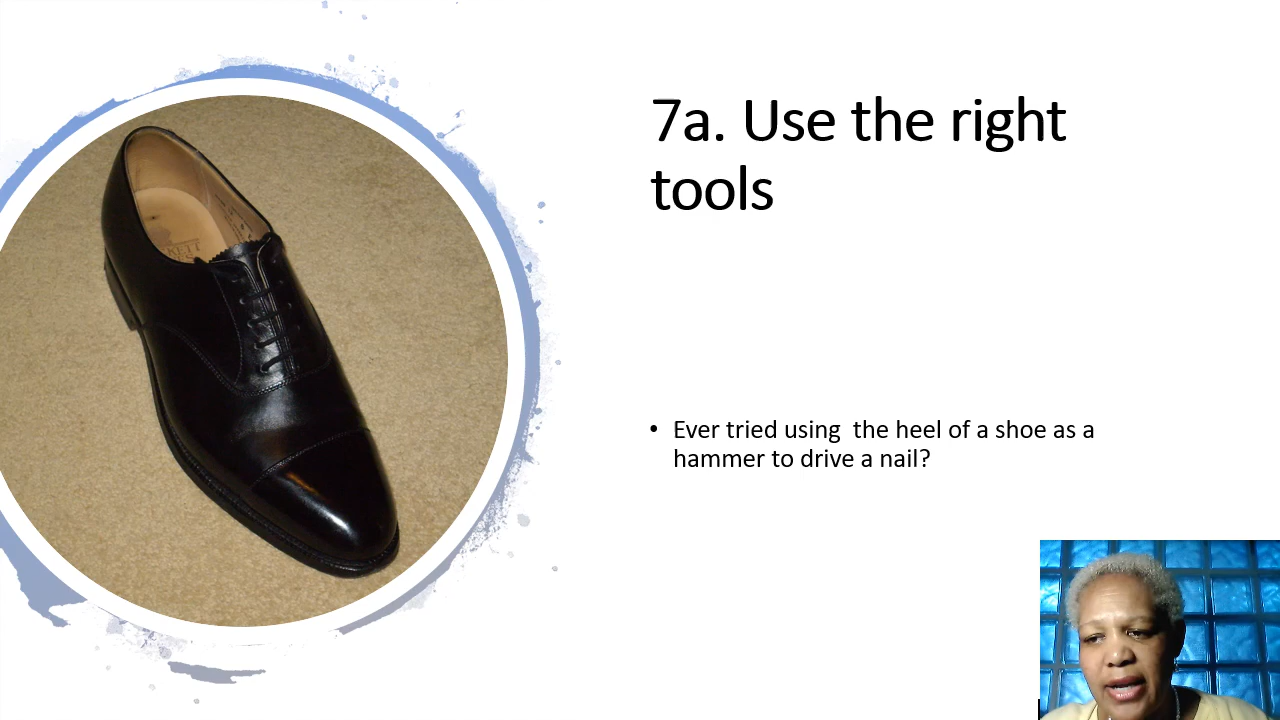 7a. Use the right
tools
• Ever tried using  the heel of a shoe as a
hammer to drive a nail?